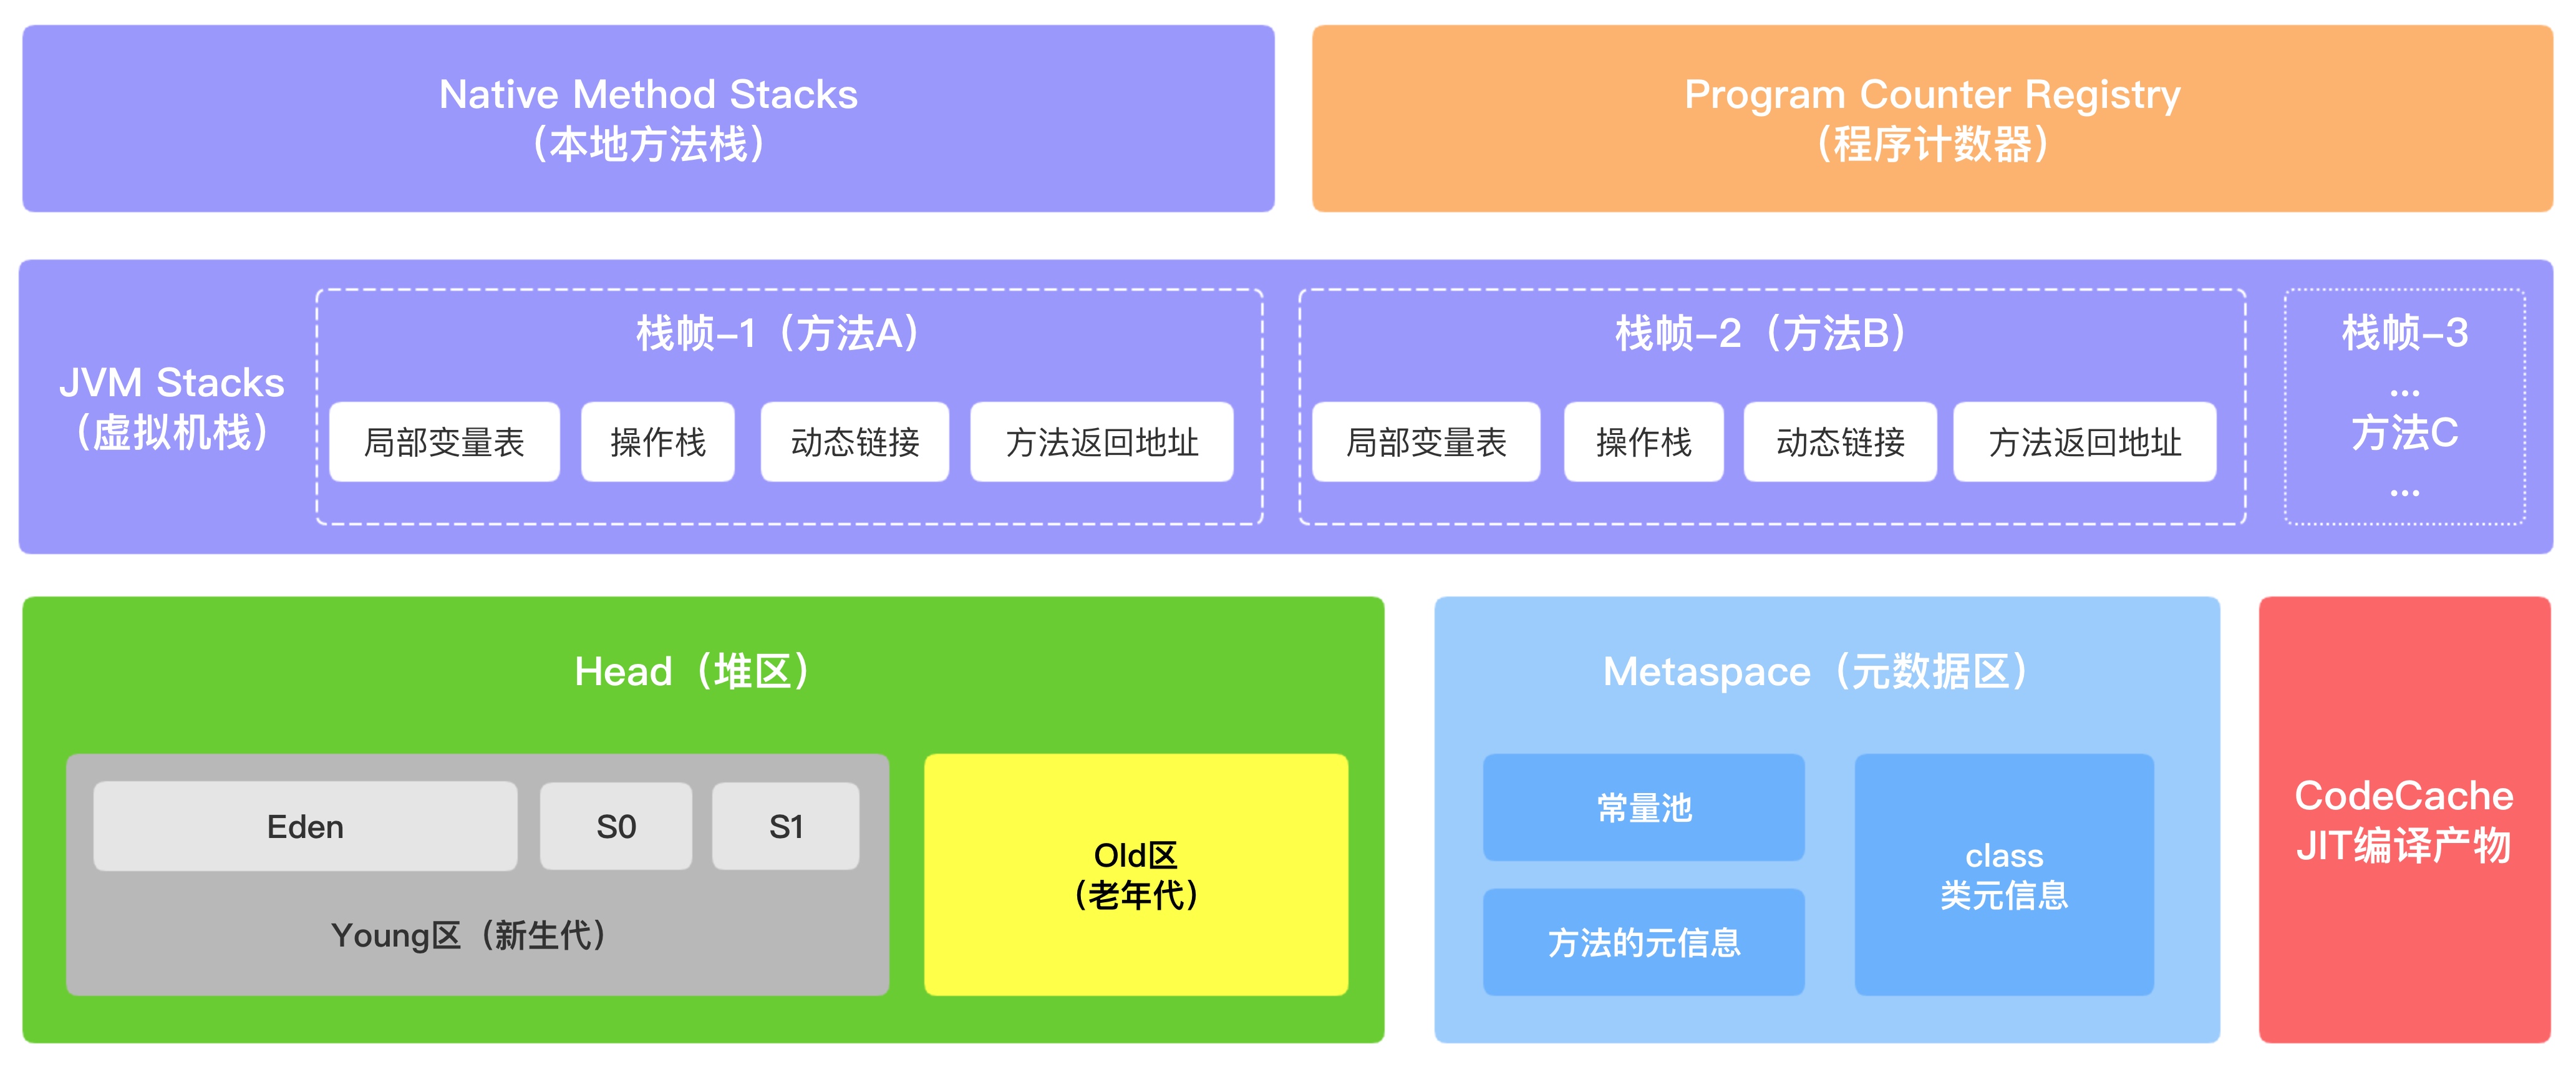 Native Method Stacks
（本地方法栈）
Program Counter Registry
（程序计数器）
JVM Stacks
（虚拟机栈）
栈帧-1（方法A）
局部变量表
操作栈
动态链接
方法返回地址
栈帧-2（方法B）
局部变量表
操作栈
动态链接
方法返回地址
栈帧-3
...
方法C
...
Head（堆区）
Eden
S0
S1
Young区（新生代）
Old区
（老年代）
Metaspace（元数据区）
常量池
方法的元信息
class
类元信息
CodeCache
JIT编译产物